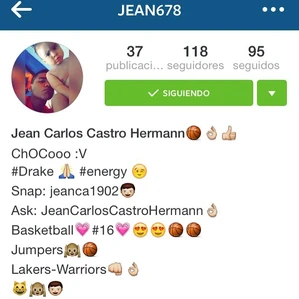 JEAN678
37 118 95
publicaci... seguidores seguidos
SIGUIENDO
Jean Carlos Castro Hermann🏀👌🏼👍🏼
ChOCooo :V
#Drake 🙏🏼 #energy 😏
Snap: jeanca1902👦🏻
Ask: JeanCarlosCastroHermann👌🏼
Basketball💗#16💗😍😍🏀🏀
Jumpers🙉🏀
Lakers-Warriors👊🏼👌🏼
😺🙉👦🏻